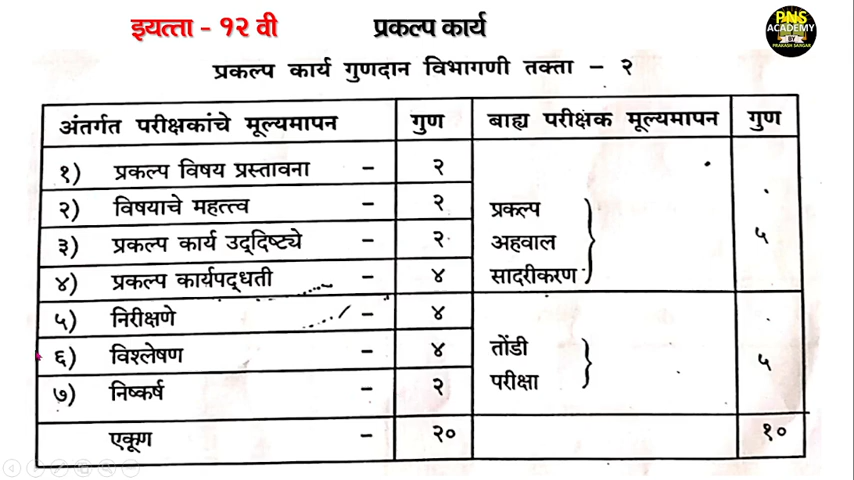 इयत्ता - १२ वी प्रकल्प कार्य
PNS
ACADEMY
BY
PRAKASH SARGAR
प्रकल्प कार्य गुणदान विभागणी तक्ता - २
अंतर्गत परीक्षकांचे मूल्यमापन गुण बाह्य परीक्षक मूल्यमापन गुण
१) प्रकल्प विषय प्रस्तावना - २
२) विषयाचे महत्त्व - २
३) प्रकल्प कार्य उद्‌दिष्ट्ये - २
४) प्रकल्प कार्यपद्धती - ४
प्रकल्प
अहवाल
सादरीकरण
५
५) निरीक्षणे - ४
६) विश्लेषण - ४
७) निष्कर्ष - २
तोंडी
परीक्षा
५
एकूण - २० १०